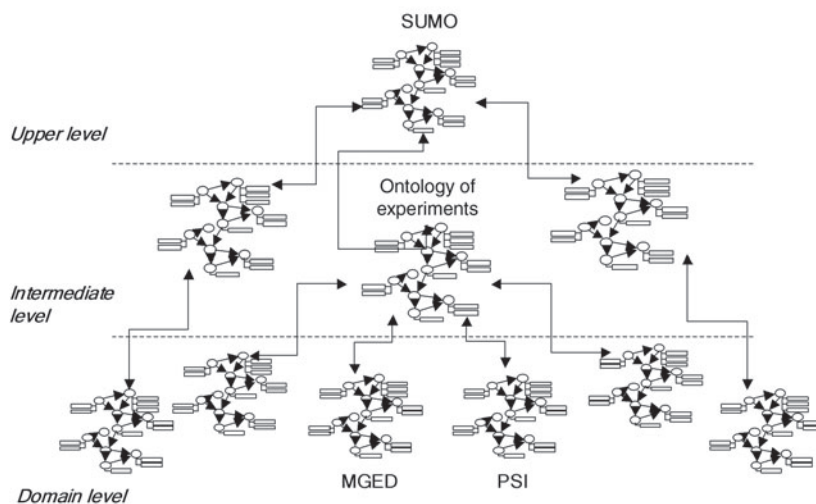 SUMO
Upper level
Ontology of
experiments
Intermediate
level
MGED
PSI
Domain level